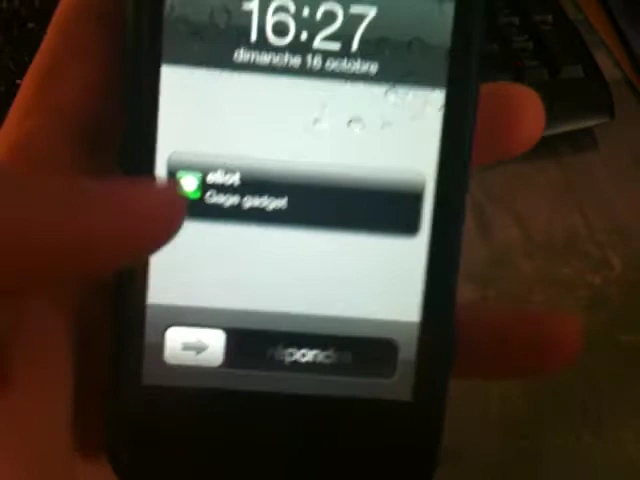 16:27
dimanche 16 octobre
eliot
Gage gadget
répondre